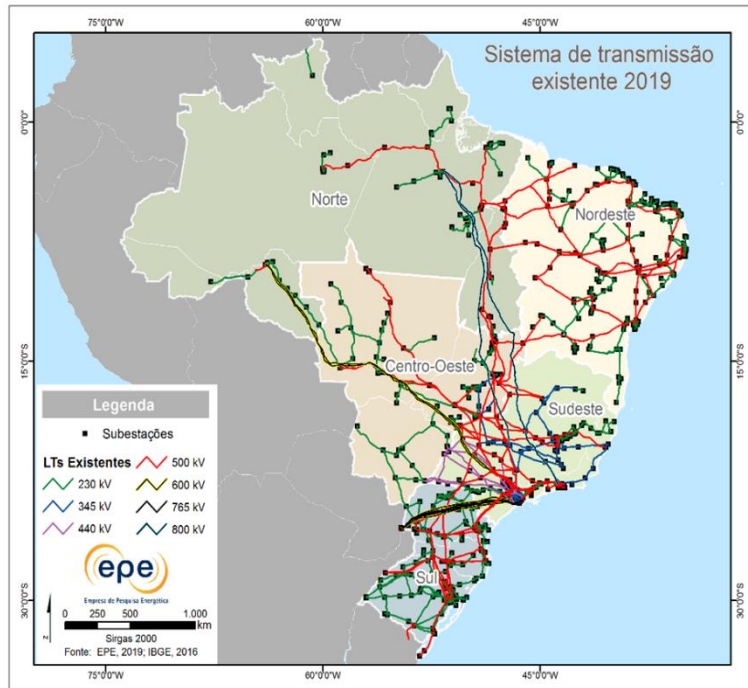 75°0'0"W 60°0'0"W 45°0'0"W
Sistema de transmissão
existente 2019
0°0'0" 0°0'0"
Norte
Nordeste
15°0'0"S 15°0'0"S
Centro-Oeste
Sudeste
Sul
Legenda
Subestações
LTs Existentes
500 kV
230 kV
600 kV
345 kV
765 kV
440 kV
800 kV
epe
Empresa de Pesquisa Energética
0 250 500 1.000
km
Sirgas 2000
Fonte: EPE, 2019; IBGE, 2016
30°0'0"S 30°0'0"S
75°0'0"W 60°0'0"W 45°0'0"W